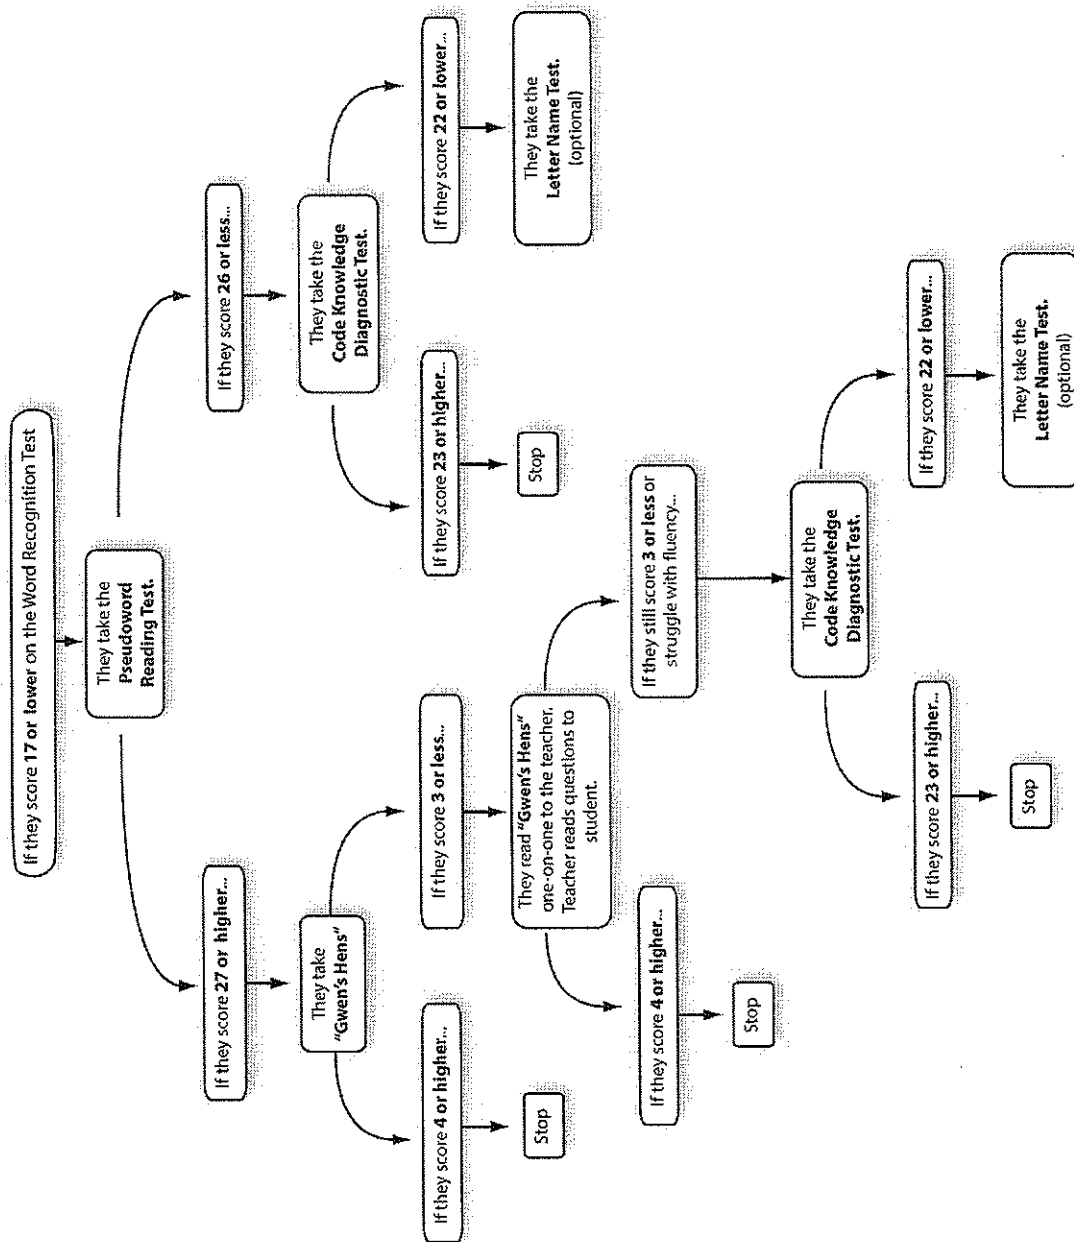 If they score 17 or lower on the Word Recognition Test
They take the
Pseudoword
Reading Test.
If they score 27 or higher...
If they score 26 or less...
They take
"Gwen's Hens"
They take the
Code Knowledge
Diagnostic Test.
If they score 4 or higher...
If they score 3 or less...
If they score 23 or higher...
If they score 22 or lower...
Stop
They read "Gwen's Hens"
one-on-one to the teacher.
Teacher reads questions to
student.
Stop
They take the
Letter Name Test.
(optional)
If they score 4 or higher...
If they still score 3 or less or
struggle with fluency...
Stop
They take the
Code Knowledge
Diagnostic Test.
If they score 23 or higher...
If they score 22 or lower...
Stop
They take the
Letter Name Test.
(optional)